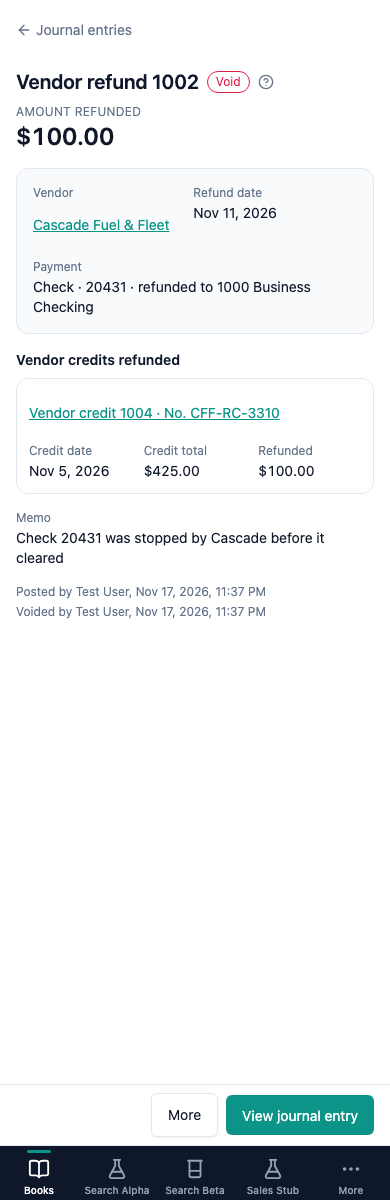 Journal entries
Vendor refund 1002 Void ?
AMOUNT REFUNDED
$100.00
Vendor
Cascade Fuel & Fleet
Refund date
Nov 11, 2026
Payment
Check · 20431 · refunded to 1000 Business
Checking
Vendor credits refunded
Vendor credit 1004 · No. CFF-RC-3310
Credit date
Nov 5, 2026
Credit total
$425.00
Refunded
$100.00
Memo
Check 20431 was stopped by Cascade before it
cleared
Posted by Test User, Nov 17, 2026, 11:37 PM
Voided by Test User, Nov 17, 2026, 11:37 PM
More
View journal entry
Books
Search Alpha
Search Beta
Sales Stub
More